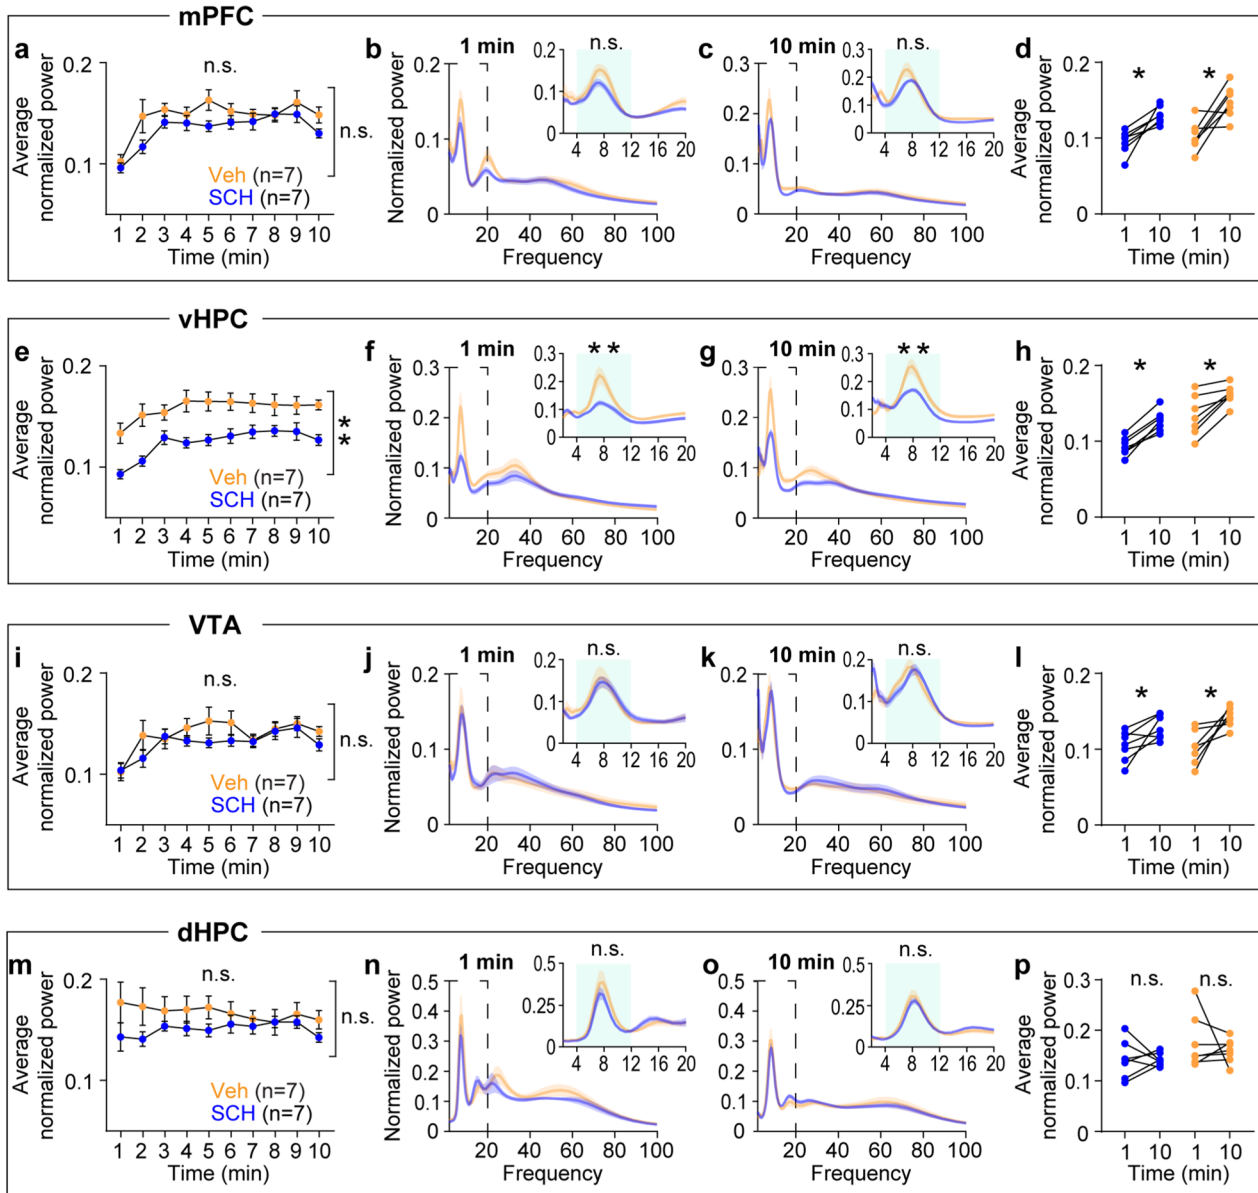 mPFC
a
Average
normalized power
0.2
0.1
n.s.
n.s.
Veh (n=7)
SCH (n=7)
1 2 3 4 5 6 7 8 9 10
Time (min)
b
1 min
Normalized power
0.2
0.1
0
20 40 60 80 100
Frequency
n.s.
0.2
0.1
0
4 8 12 16 20
c
10 min
0.3
0.2
0.1
0
20 40 60 80 100
Frequency
n.s.
0.3
0.2
0.1
0
4 8 12 16 20
d
Average
normalized power
0.2
0.1
0
* *
1 10 1 10
Time (min)
vHPC
e
Average
normalized power
0.2
0.1
**
Veh (n=7)
SCH (n=7)
1 2 3 4 5 6 7 8 9 10
Time (min)
f
1 min
Normalized power
0.3
0.2
0.1
0
20 40 60 80 100
Frequency
**
0.3
0.2
0.1
0
4 8 12 16 20
g
10 min
0.3
0.2
0.1
0
20 40 60 80 100
Frequency
**
0.3
0.2
0.1
0
4 8 12 16 20
h
Average
normalized power
0.2
0.1
0
* *
1 10 1 10
Time (min)
VTA
i
Average
normalized power
0.2
0.1
n.s.
n.s.
Veh (n=7)
SCH (n=7)
1 2 3 4 5 6 7 8 9 10
Time (min)
j
1 min
Normalized power
0.2
0.1
0
20 40 60 80 100
Frequency
n.s.
0.2
0.1
0
4 8 12 16 20
k
10 min
0.2
0.1
0
20 40 60 80 100
Frequency
n.s.
0.2
0.1
0
4 8 12 16 20
l
Average
normalized power
0.2
0.1
0
* *
1 10 1 10
Time (min)
dHPC
m
Average
normalized power
0.2
0.1
n.s.
n.s.
Veh (n=7)
SCH (n=7)
1 2 3 4 5 6 7 8 9 10
Time (min)
n
1 min
Normalized power
0.5
0.4
0.3
0.2
0.1
0
20 40 60 80 100
Frequency
n.s.
0.5
0.25
0
4 8 12 16 20
o
10 min
0.5
0.4
0.3
0.2
0.1
0
20 40 60 80 100
Frequency
n.s.
0.5
0.25
0
4 8 12 16 20
p
Average
normalized power
0.3
0.2
0.1
0
n.s. n.s.
1 10 1 10
Time (min)